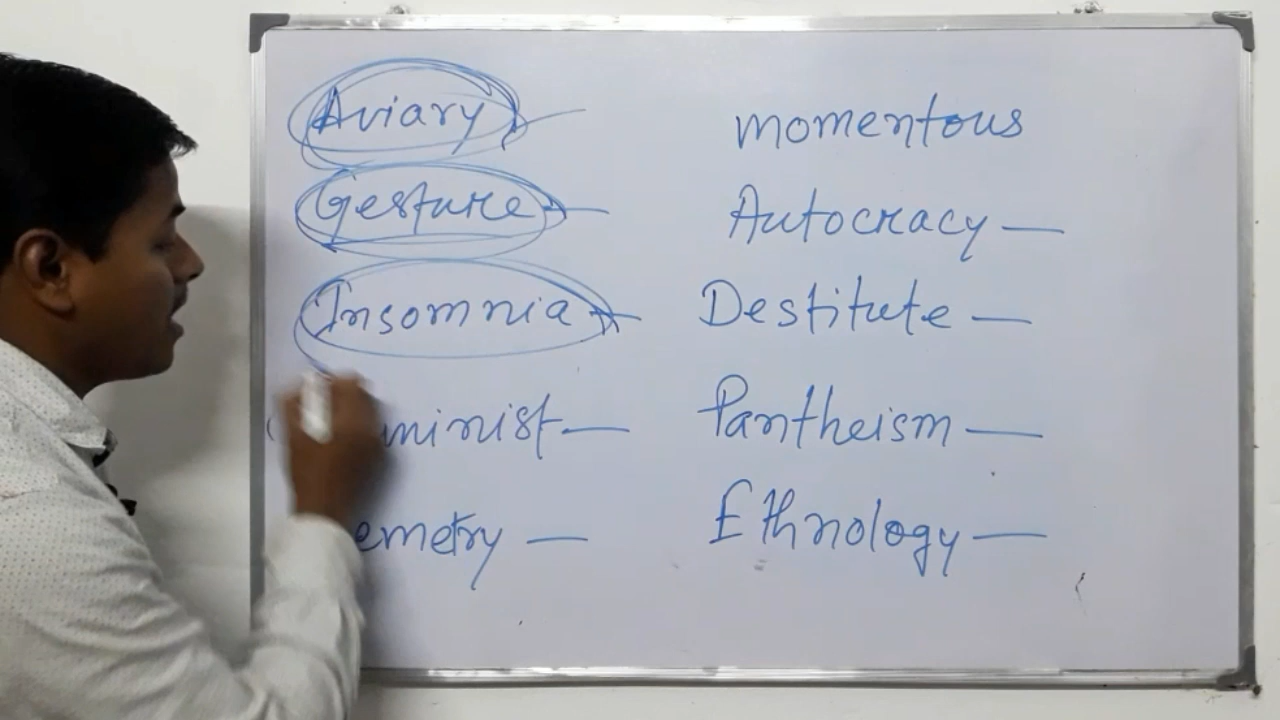 Aviary — momentous
Gesture — Autocracy —
Insomnia — Destitute —
Pantheism —
Ethnology —